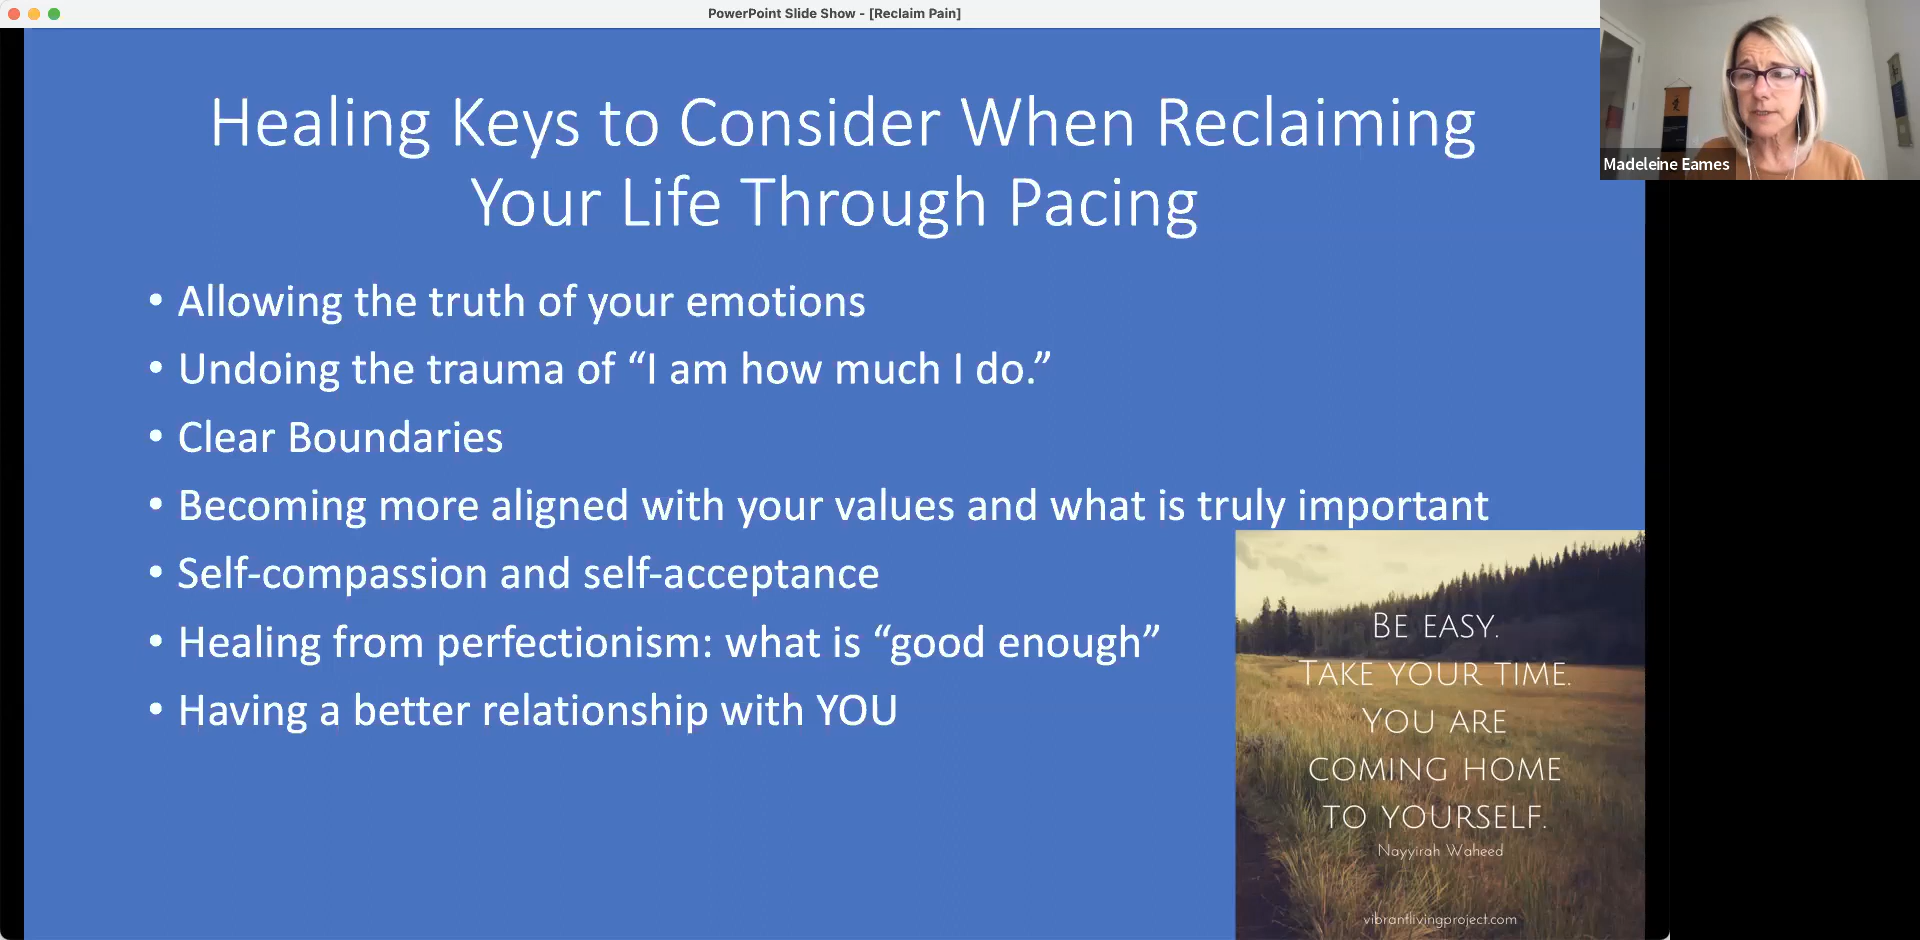 PowerPoint Slide Show - [Reclaim Pain]
Healing Keys to Consider When Reclaiming
Your Life Through Pacing
• Allowing the truth of your emotions
• Undoing the trauma of “I am how much I do.”
• Clear Boundaries
• Becoming more aligned with your values and what is truly important
• Self-compassion and self-acceptance
• Healing from perfectionism: what is “good enough”
• Having a better relationship with YOU
BE EASY.
TAKE YOUR TIME.
YOU ARE
COMING HOME
TO YOURSELF.
Nayyirah Waheed
vibrantlivingproject.com
Madeleine Eames